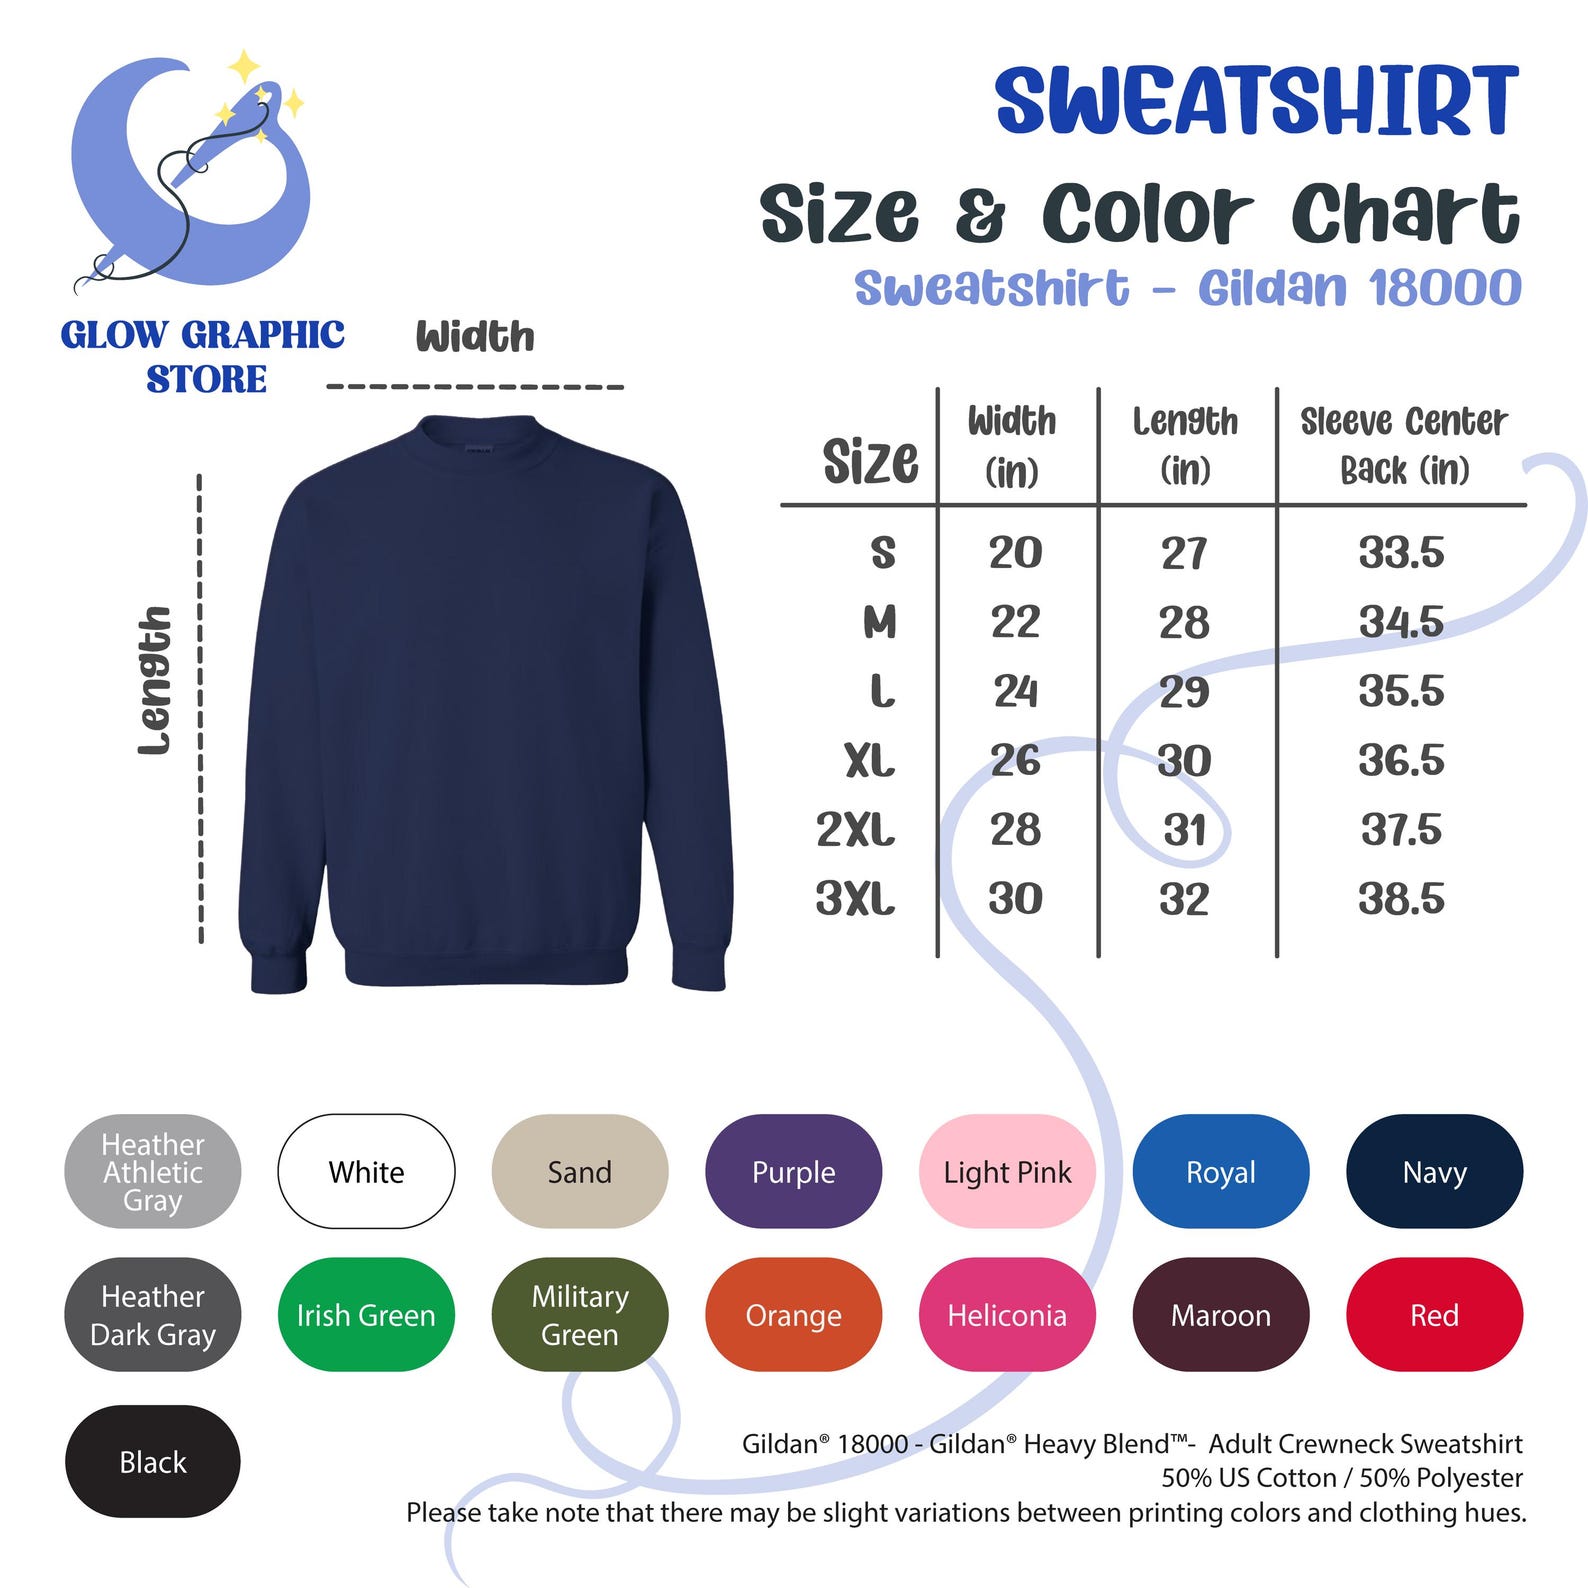 SWEATSHIRT
Size & Color Chart
Sweatshirt - Gildan 18000
GLOW GRAPHIC
STORE
Width
Length
Size Width (in) Length (in) Sleeve Center Back (in)
S 20 27 33.5
M 22 28 34.5
L 24 29 35.5
XL 26 30 36.5
2XL 28 31 37.5
3XL 30 32 38.5
Heather Athletic Gray
White
Sand
Purple
Light Pink
Royal
Navy
Heather Dark Gray
Irish Green
Military Green
Orange
Heliconia
Maroon
Red
Black
Gildan® 18000 - Gildan® Heavy Blend™- Adult Crewneck Sweatshirt
50% US Cotton / 50% Polyester
Please take note that there may be slight variations between printing colors and clothing hues.